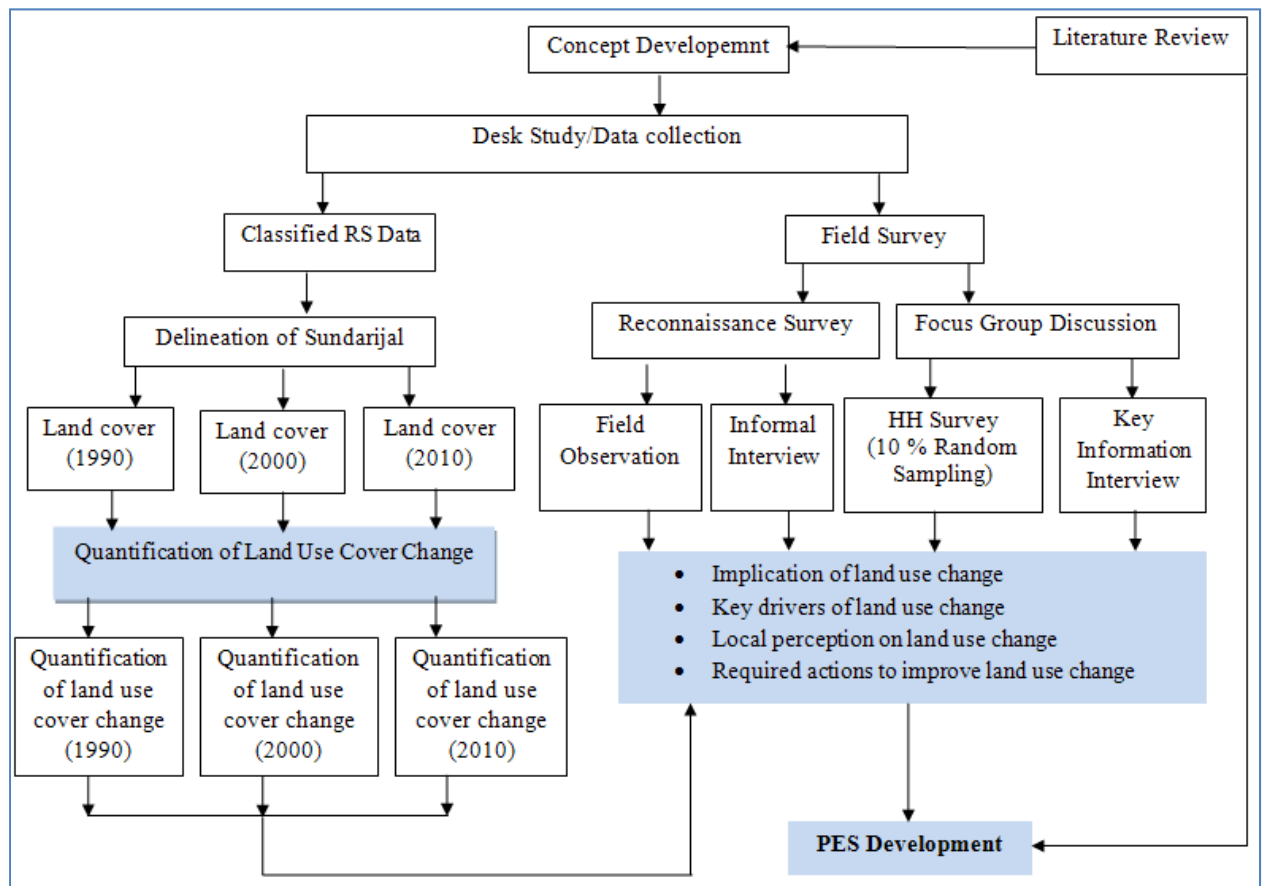 Concept Developemnt
Literature Review
Desk Study/Data collection
Classified RS Data
Field Survey
Delineation of Sundarijal
Reconnaissance Survey
Focus Group Discussion
Land cover
(1990)
Land cover
(2000)
Land cover
(2010)
Field
Observation
Informal
Interview
HH Survey
(10 % Random
Sampling)
Key
Information
Interview
Quantification of Land Use Cover Change
• Implication of land use change
• Key drivers of land use change
• Local perception on land use change
• Required actions to improve land use change
Quantification
of land use
cover change
(1990)
Quantification
of land use
cover change
(2000)
Quantification
of land use
cover change
(2010)
PES Development